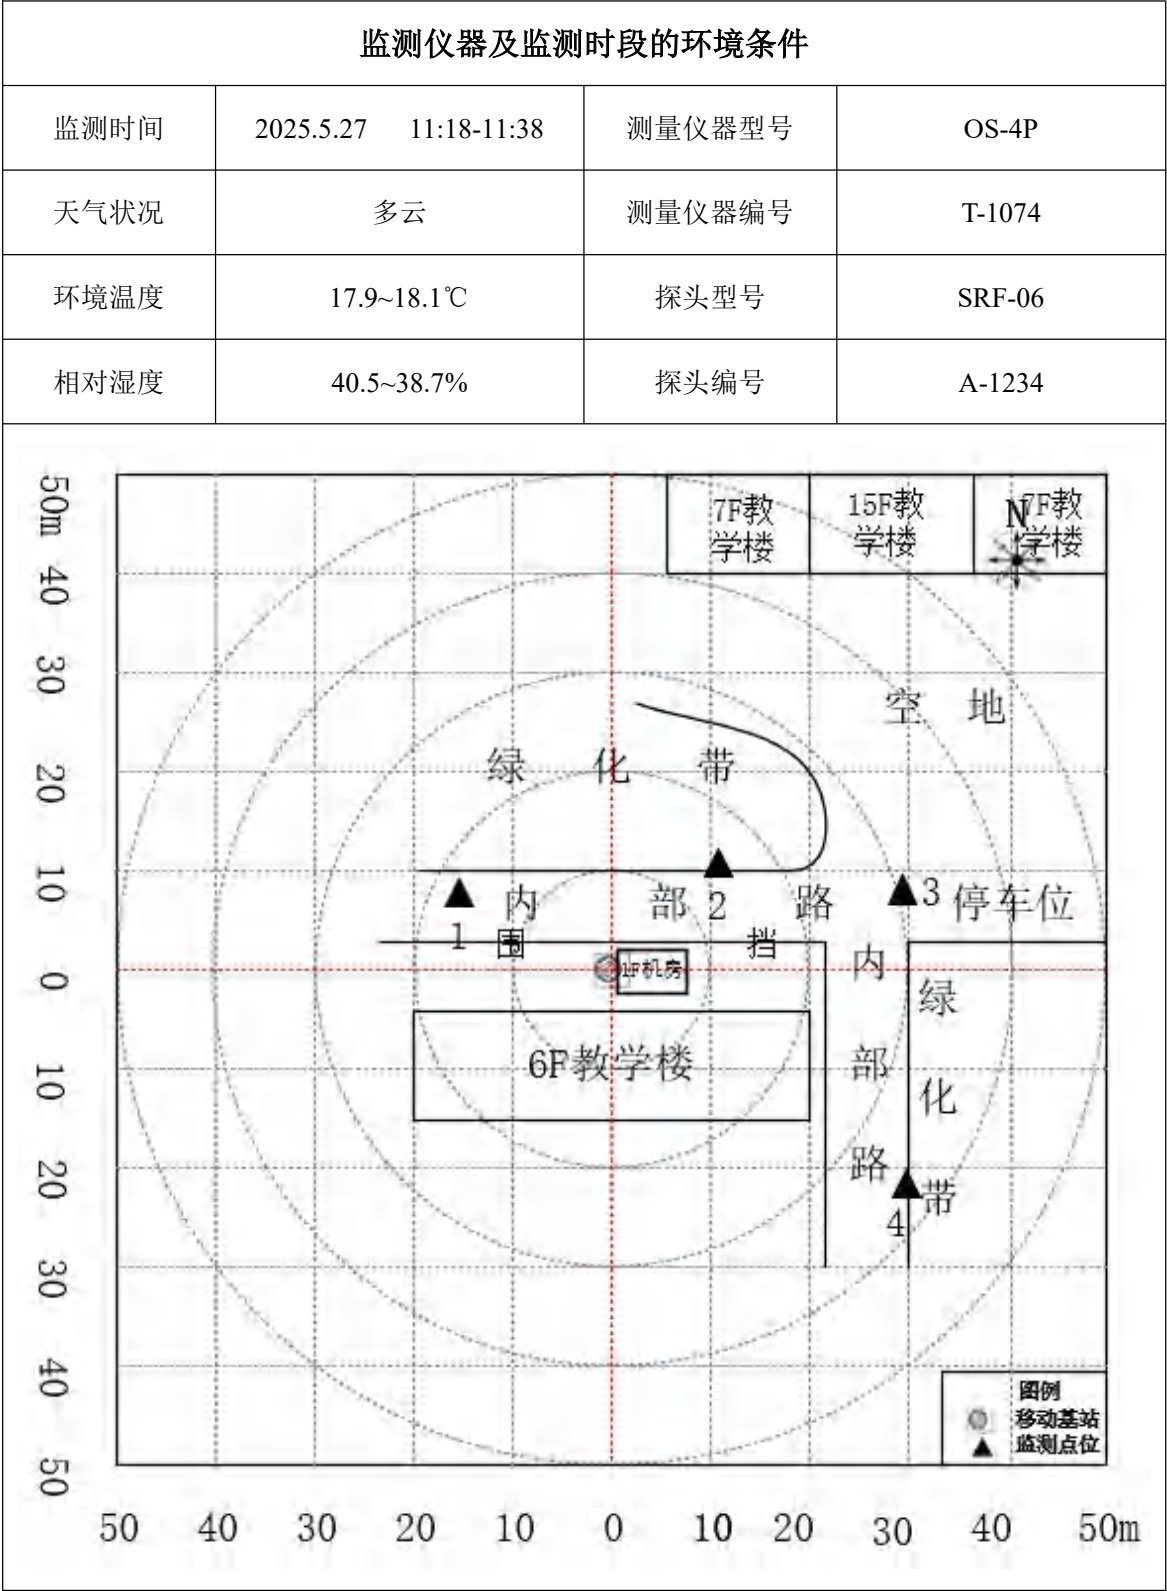 监测仪器及监测时段的环境条件
监测时间 2025.5.27 11:18-11:38 测量仪器型号 OS-4P
天气状况 多云 测量仪器编号 T-1074
环境温度 17.9~18.1℃ 探头型号 SRF-06
相对湿度 40.5~38.7% 探头编号 A-1234
50m
40
30
20
10
0
10
20
30
40
50
7F教
学楼
15F教
学楼
7F教
学楼
N
空 地
绿 化 带
内 部 路
1
2
3
停车位
围 挡
1F机房
6F教学楼
内
部
路
绿
化
带
4
图例
移动基站
监测点位
50 40 30 20 10 0 10 20 30 40 50m